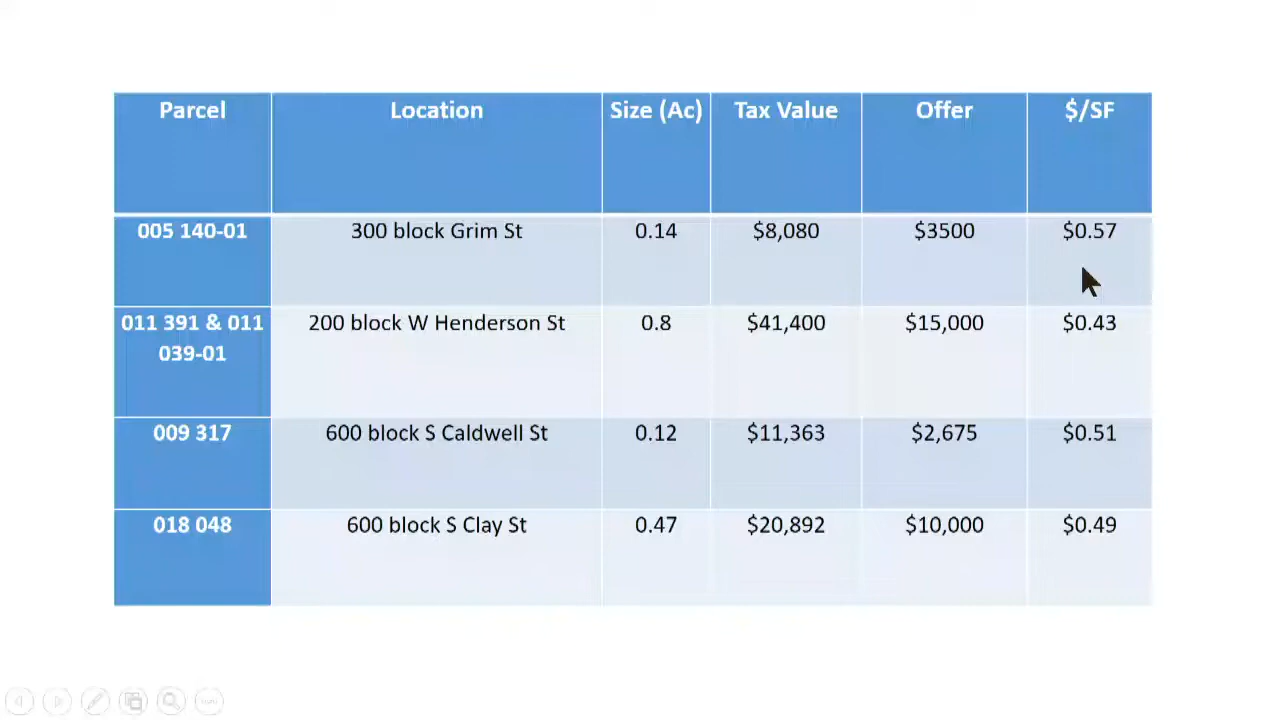 Parcel Location Size (Ac) Tax Value Offer $/SF
005 140-01 300 block Grim St 0.14 $8,080 $3500 $0.57
011 391 & 011 200 block W Henderson St 0.8 $41,400 $15,000 $0.43
039-01
009 317 600 block S Caldwell St 0.12 $11,363 $2,675 $0.51
018 048 600 block S Clay St 0.47 $20,892 $10,000 $0.49